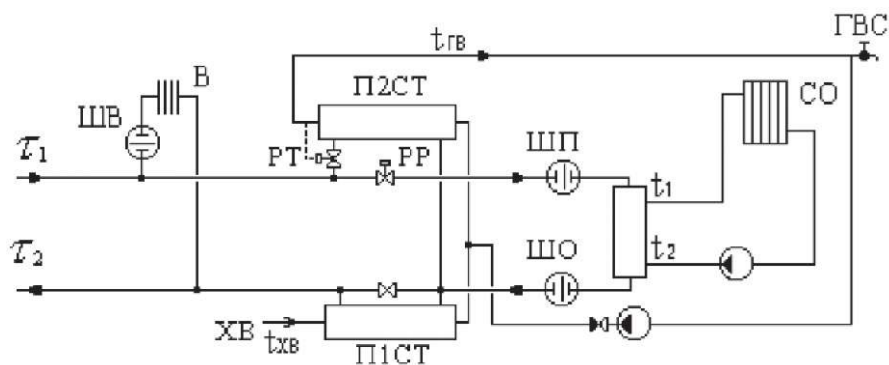 ГВС
tГВ
В
П2СТ
СО
ШВ
ШП
τ1
РТ
РР
t1
τ2
ШО
t2
ХВ
tХВ
П1СТ